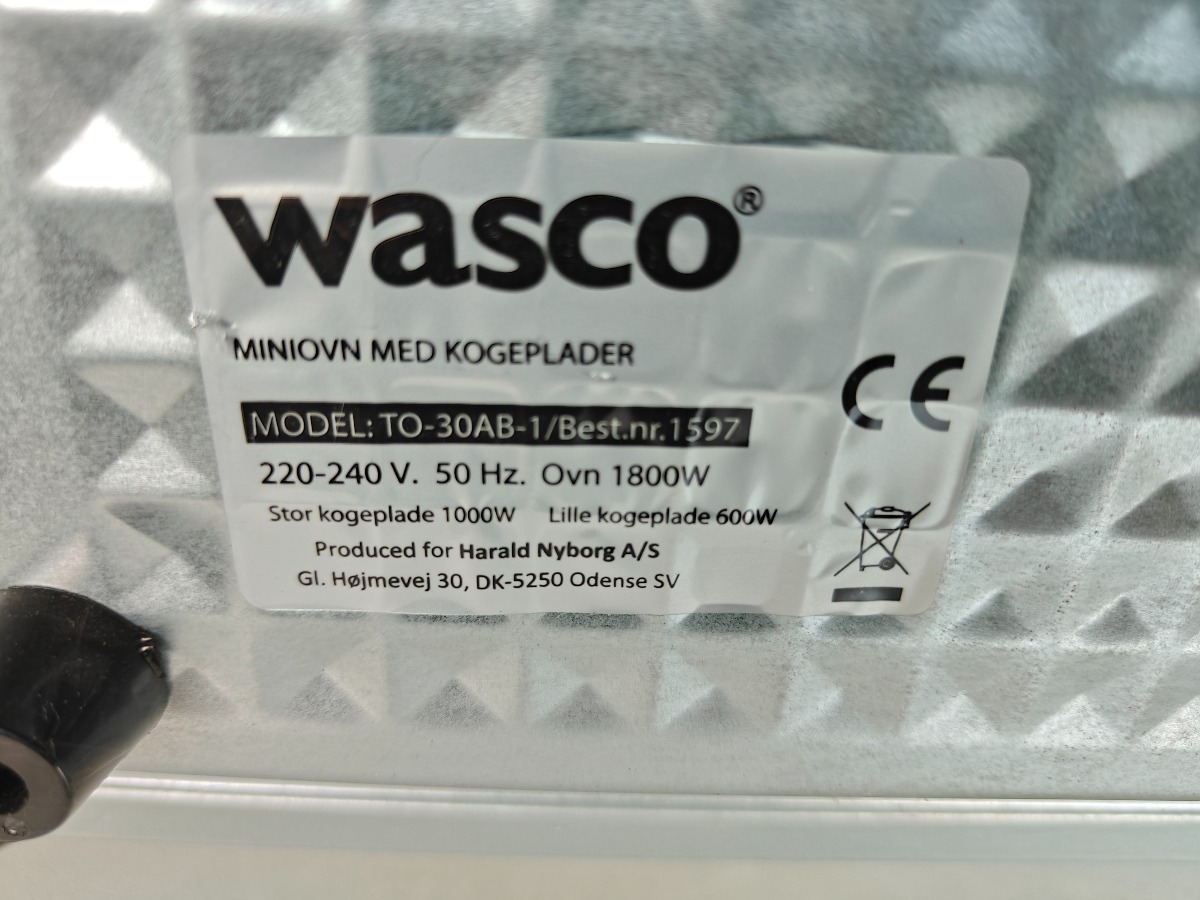 wasco®
MINIOVN MED KOGEPLADER
CE
MODEL: TO-30AB-1/Best.nr.1597
220-240 V. 50 Hz. Ovn 1800W
Stor kogeplade 1000W Lille kogeplade 600W
Produced for Harald Nyborg A/S
Gl. Højmevej 30, DK-5250 Odense SV